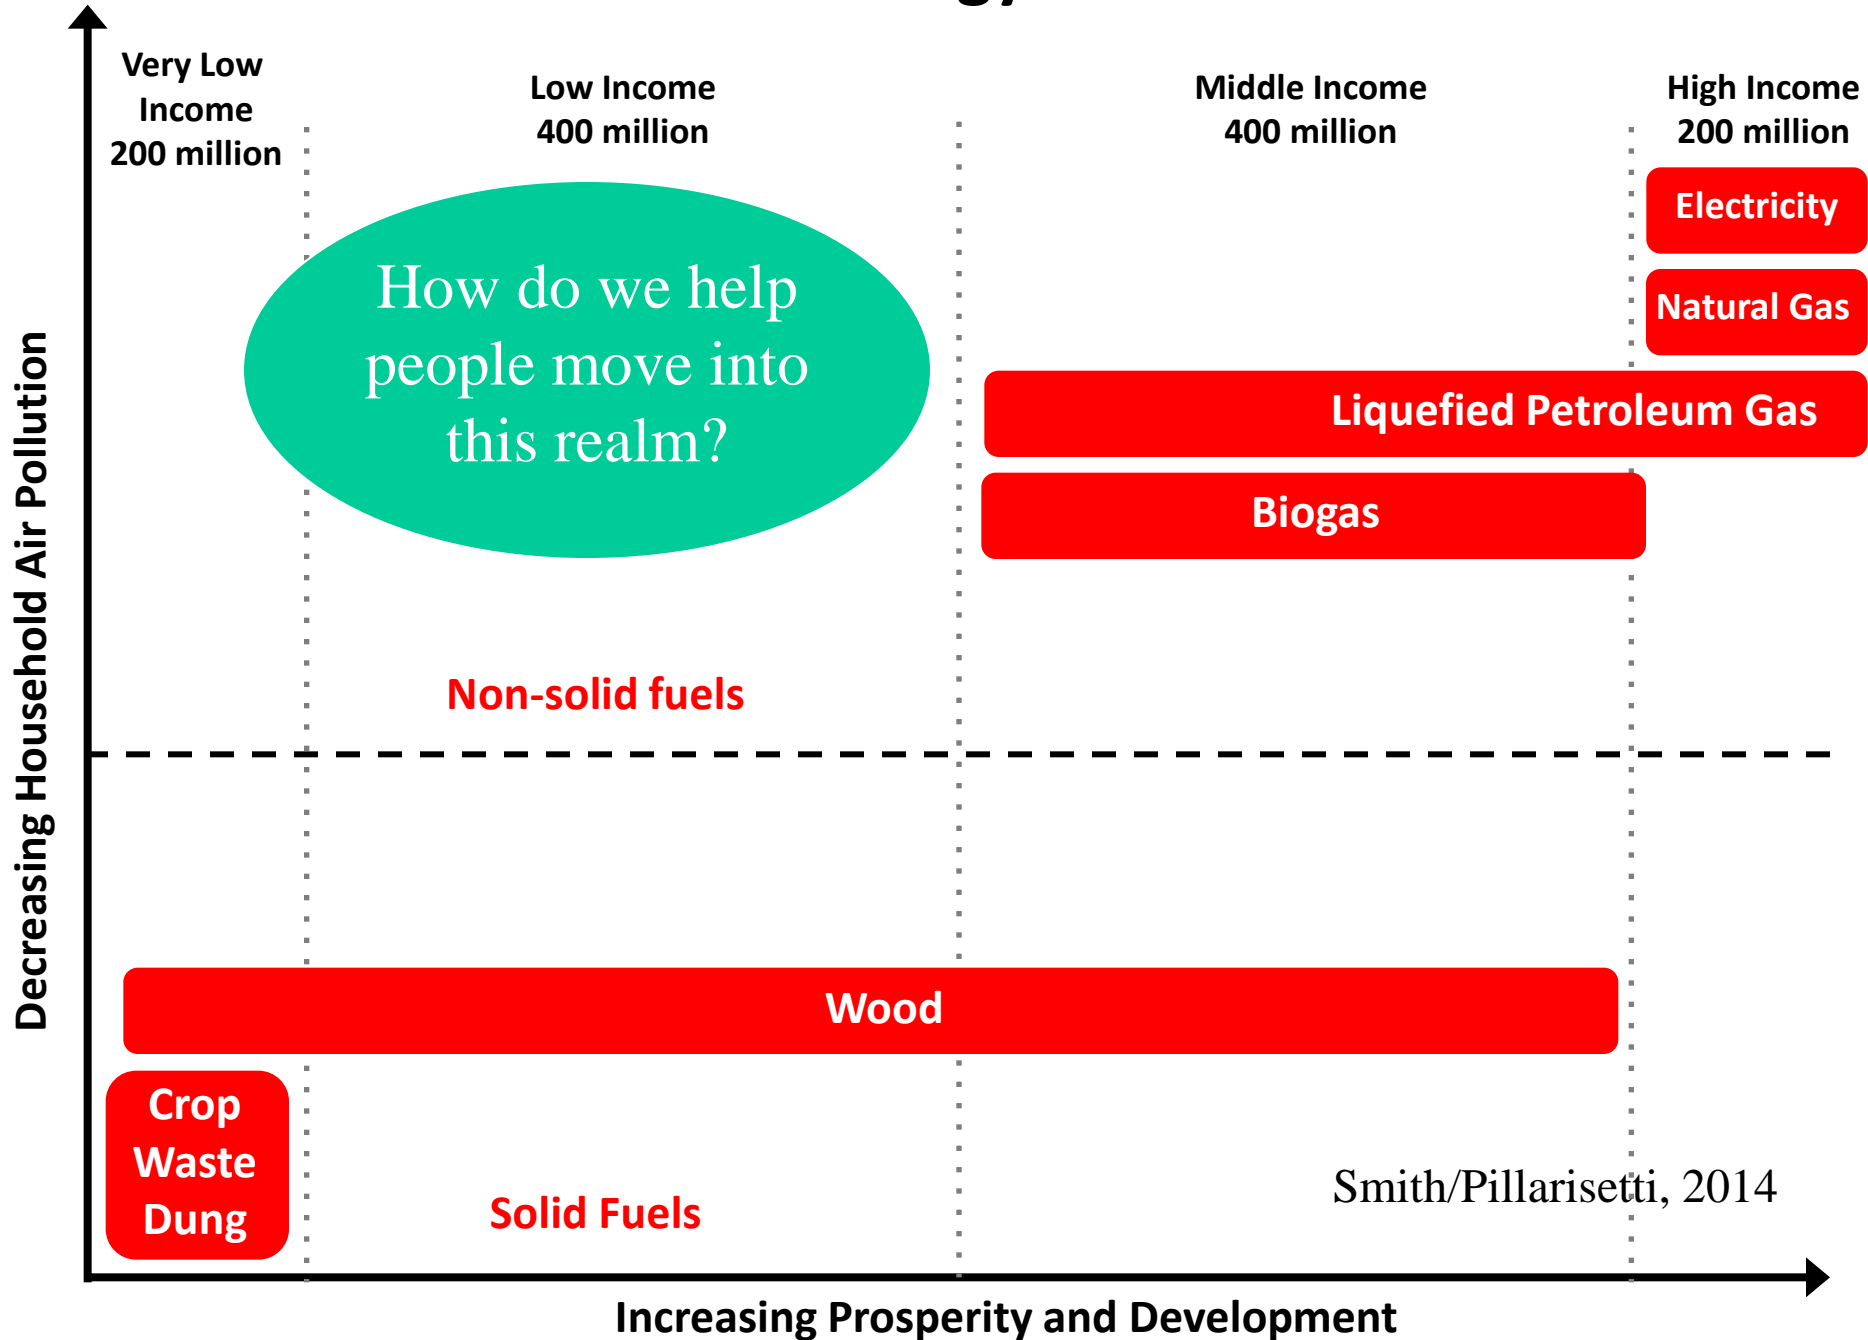 Very Low
Income
200 million
Low Income
400 million
Middle Income
400 million
High Income
200 million
Electricity
Natural Gas
Liquefied Petroleum Gas
Biogas
How do we help
people move into
this realm?
Non-solid fuels
Wood
Crop
Waste
Dung
Solid Fuels
Smith/Pillarisetti, 2014
Decreasing Household Air Pollution
Increasing Prosperity and Development